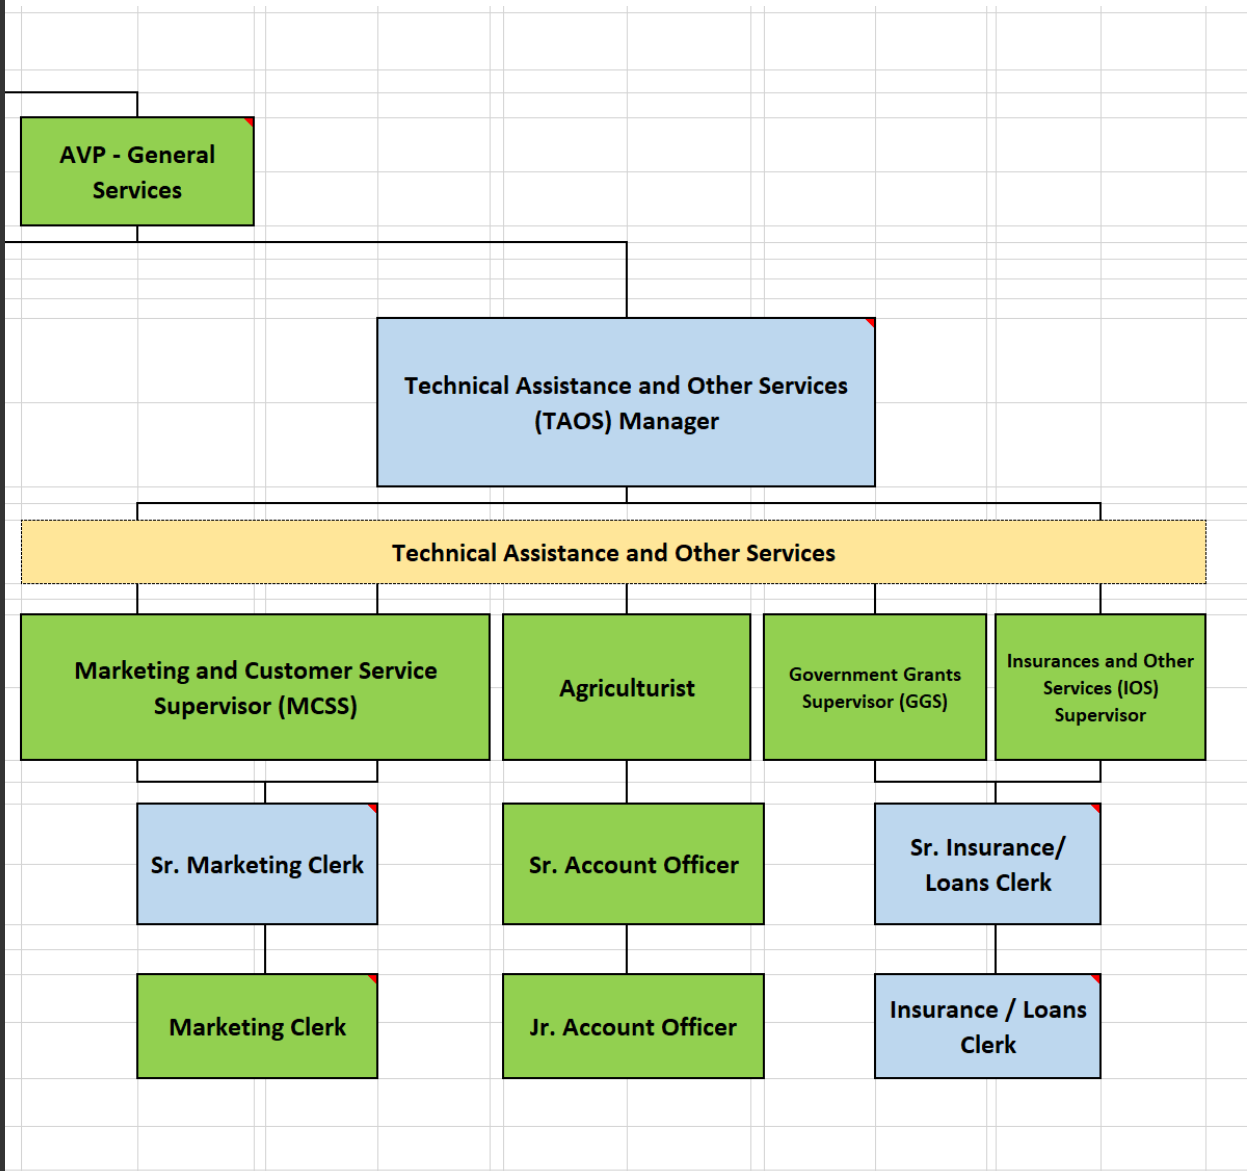 AVP - General
Services
Technical Assistance and Other Services
(TAOS) Manager
Technical Assistance and Other Services
Marketing and Customer Service
Supervisor (MCSS)
Agriculturist
Government Grants
Supervisor (GGS)
Insurances and Other
Services (IOS)
Supervisor
Sr. Marketing Clerk
Sr. Account Officer
Sr. Insurance/
Loans Clerk
Marketing Clerk
Jr. Account Officer
Insurance / Loans
Clerk